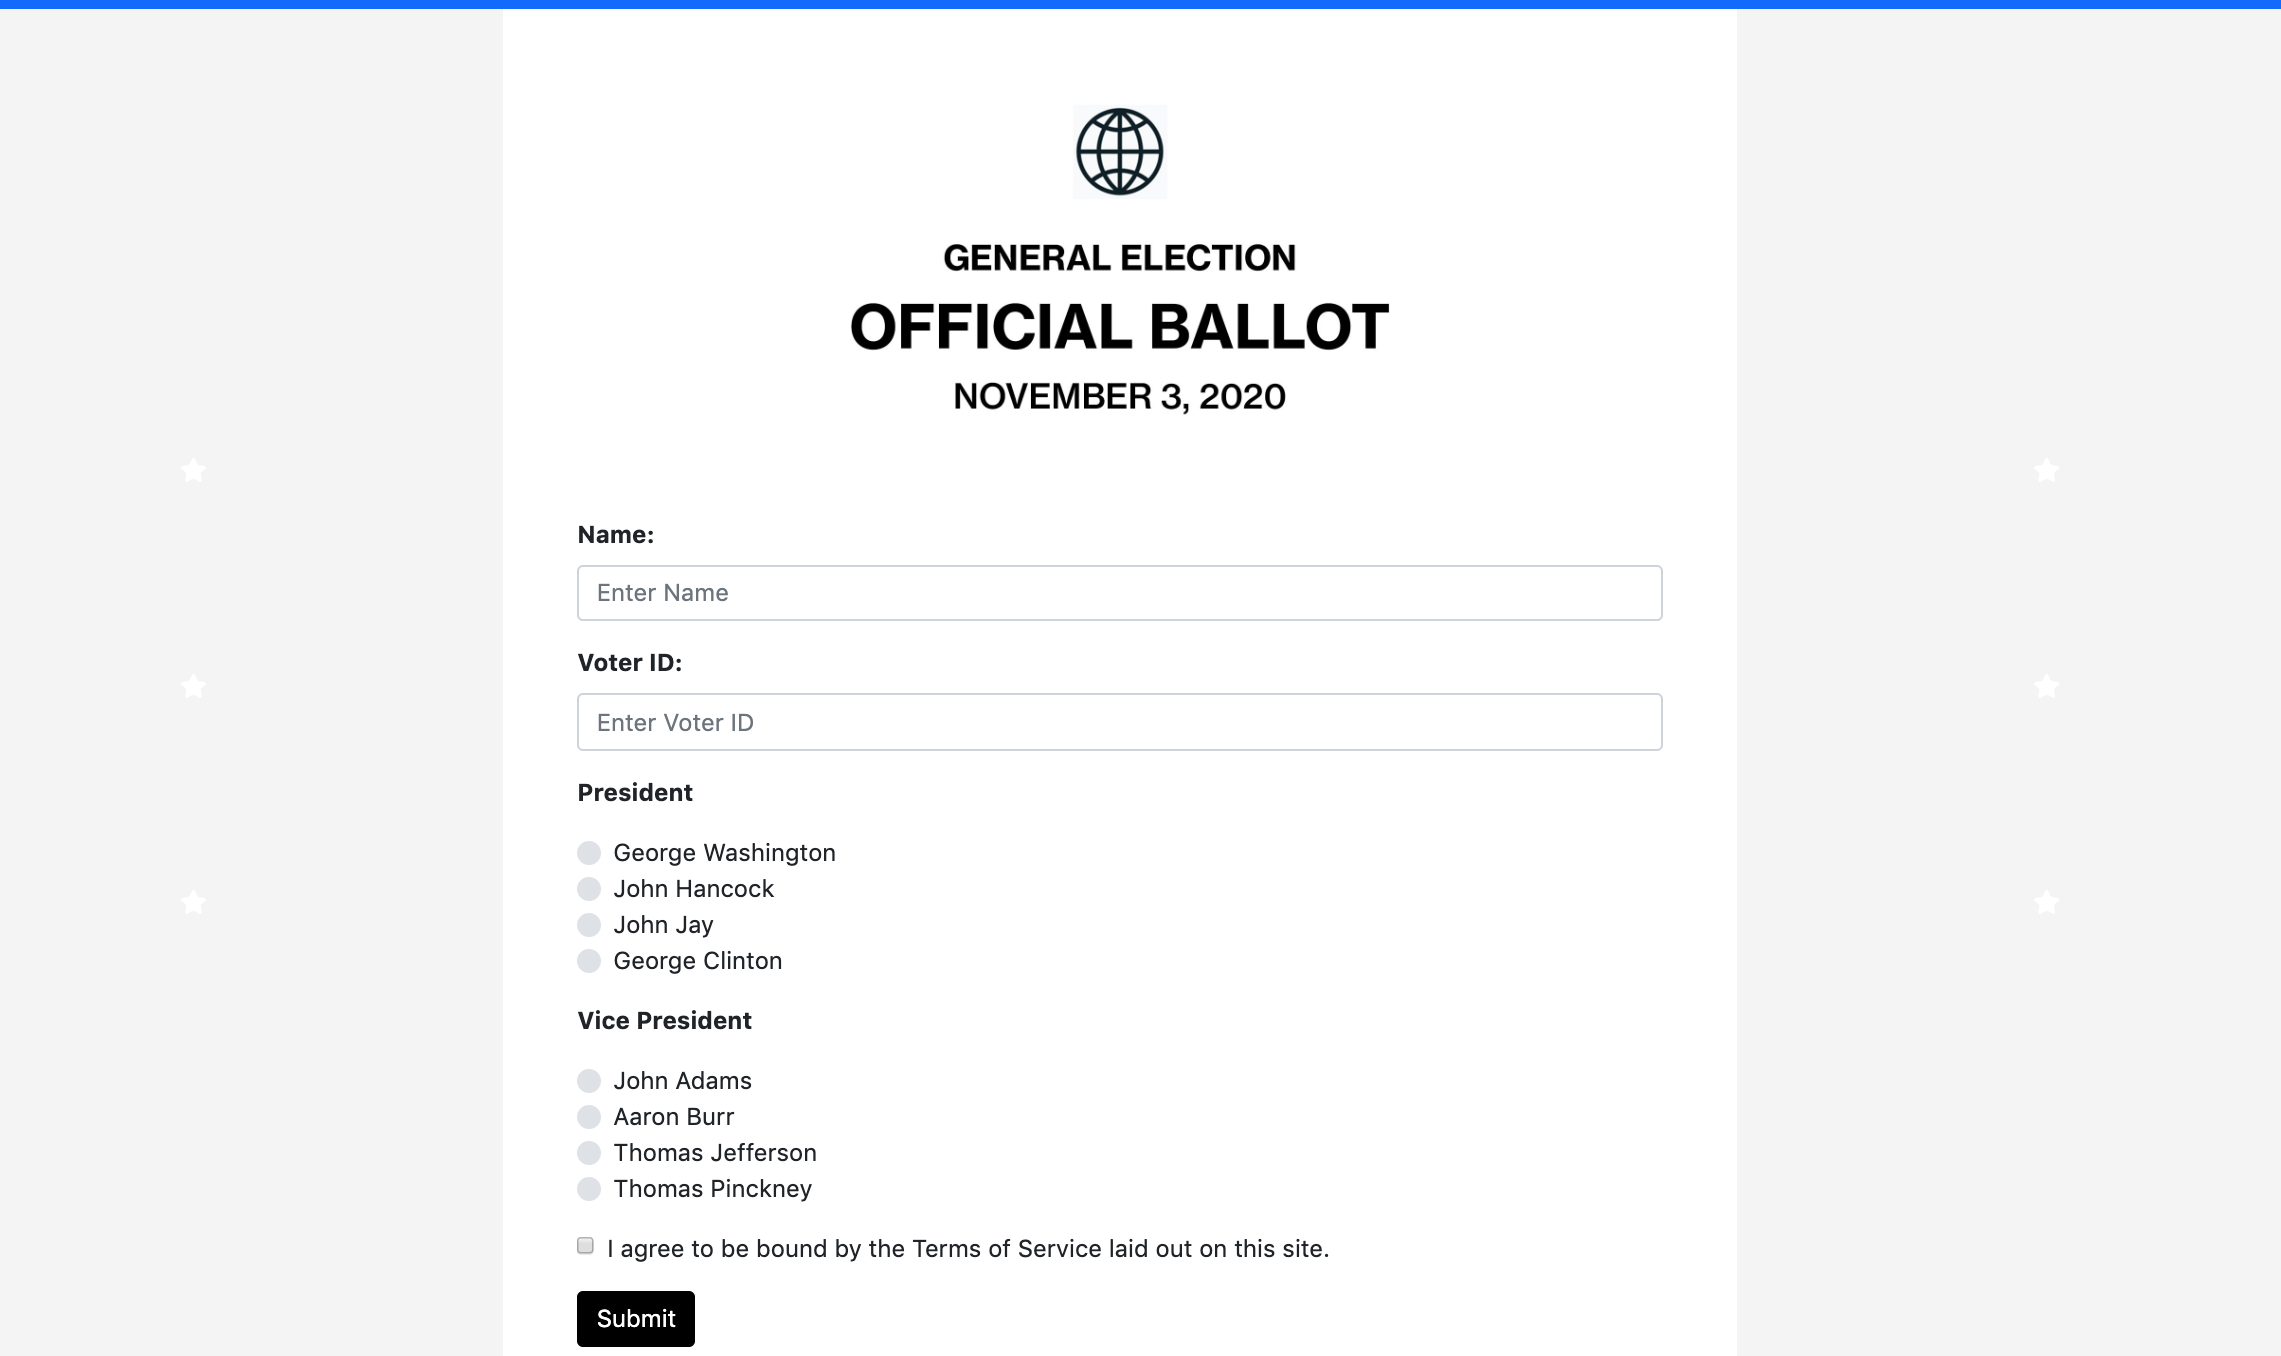 GENERAL ELECTION
OFFICIAL BALLOT
NOVEMBER 3, 2020
Name:
Enter Name
Voter ID:
Enter Voter ID
President
George Washington
John Hancock
John Jay
George Clinton
Vice President
John Adams
Aaron Burr
Thomas Jefferson
Thomas Pinckney
I agree to be bound by the Terms of Service laid out on this site.
Submit